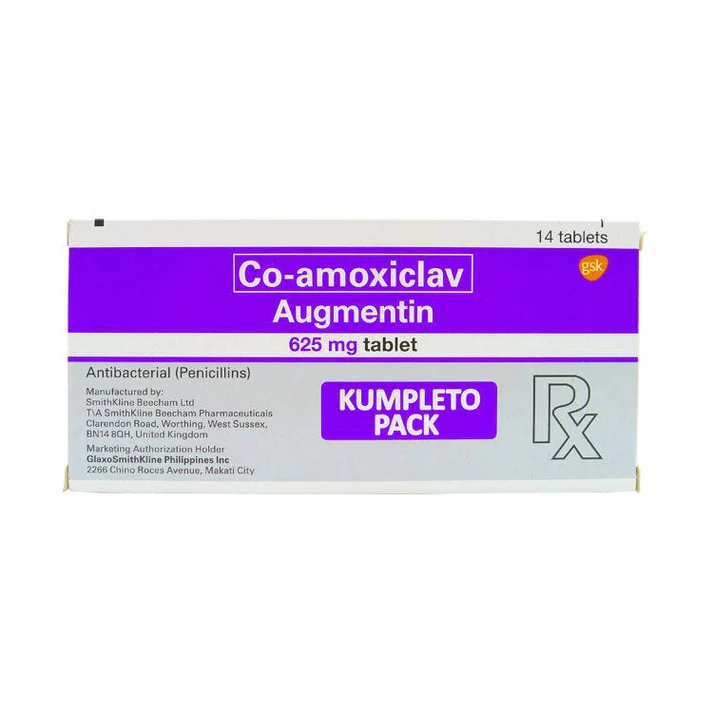 14 tablets
Co-amoxiclav
gsk
Augmentin
625 mg tablet
Antibacterial (Penicillins)
Manufactured by:
SmithKline Beecham Ltd
T\A SmithKline Beecham Pharmaceuticals
Clarendon Road, Worthing, West Sussex,
BN14 8QH, United Kingdom
Marketing Authorization Holder
GlaxoSmithKline Philippines Inc
2266 Chino Roces Avenue, Makati City
KUMPLETO
PACK
Rx